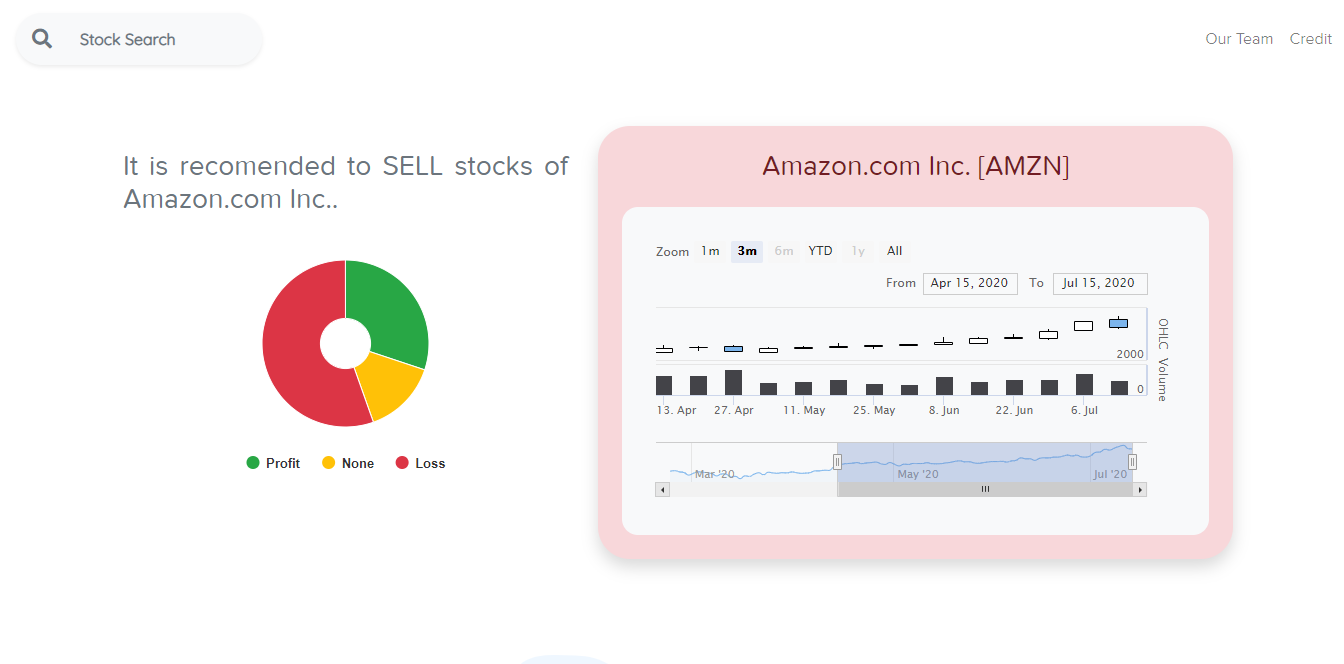 Stock Search
Our Team Credit
It is recomended to SELL stocks of
Amazon.com Inc..
Profit None Loss
Amazon.com Inc. [AMZN]
Zoom 1m 3m 6m YTD 1y All
From Apr 15, 2020 To Jul 15, 2020
OHLC
2000
Volume
0
13. Apr 27. Apr 11. May 25. May 8. Jun 22. Jun 6. Jul
Mar '20 May '20 Jul '20